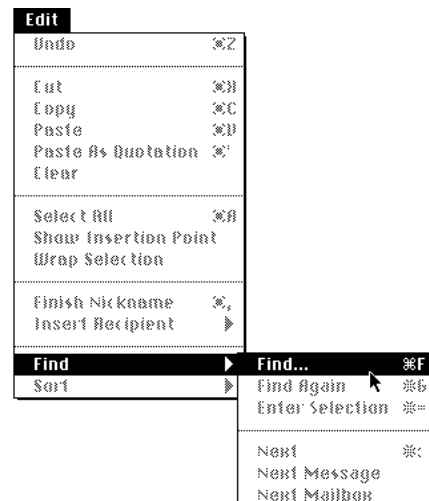 Edit
Undo ⌘Z
Cut ⌘X
Copy ⌘C
Paste ⌘V
Paste As Quotation ⌘'
Clear
Select All ⌘A
Show Insertion Point
Wrap Selection
Finish Nickname ⌘,
Insert Recipient
Find
Sort
Find... ⌘F
Find Again ⌘G
Enter Selection ⌘=
Next ⌘;
Next Message
Next Mailbox